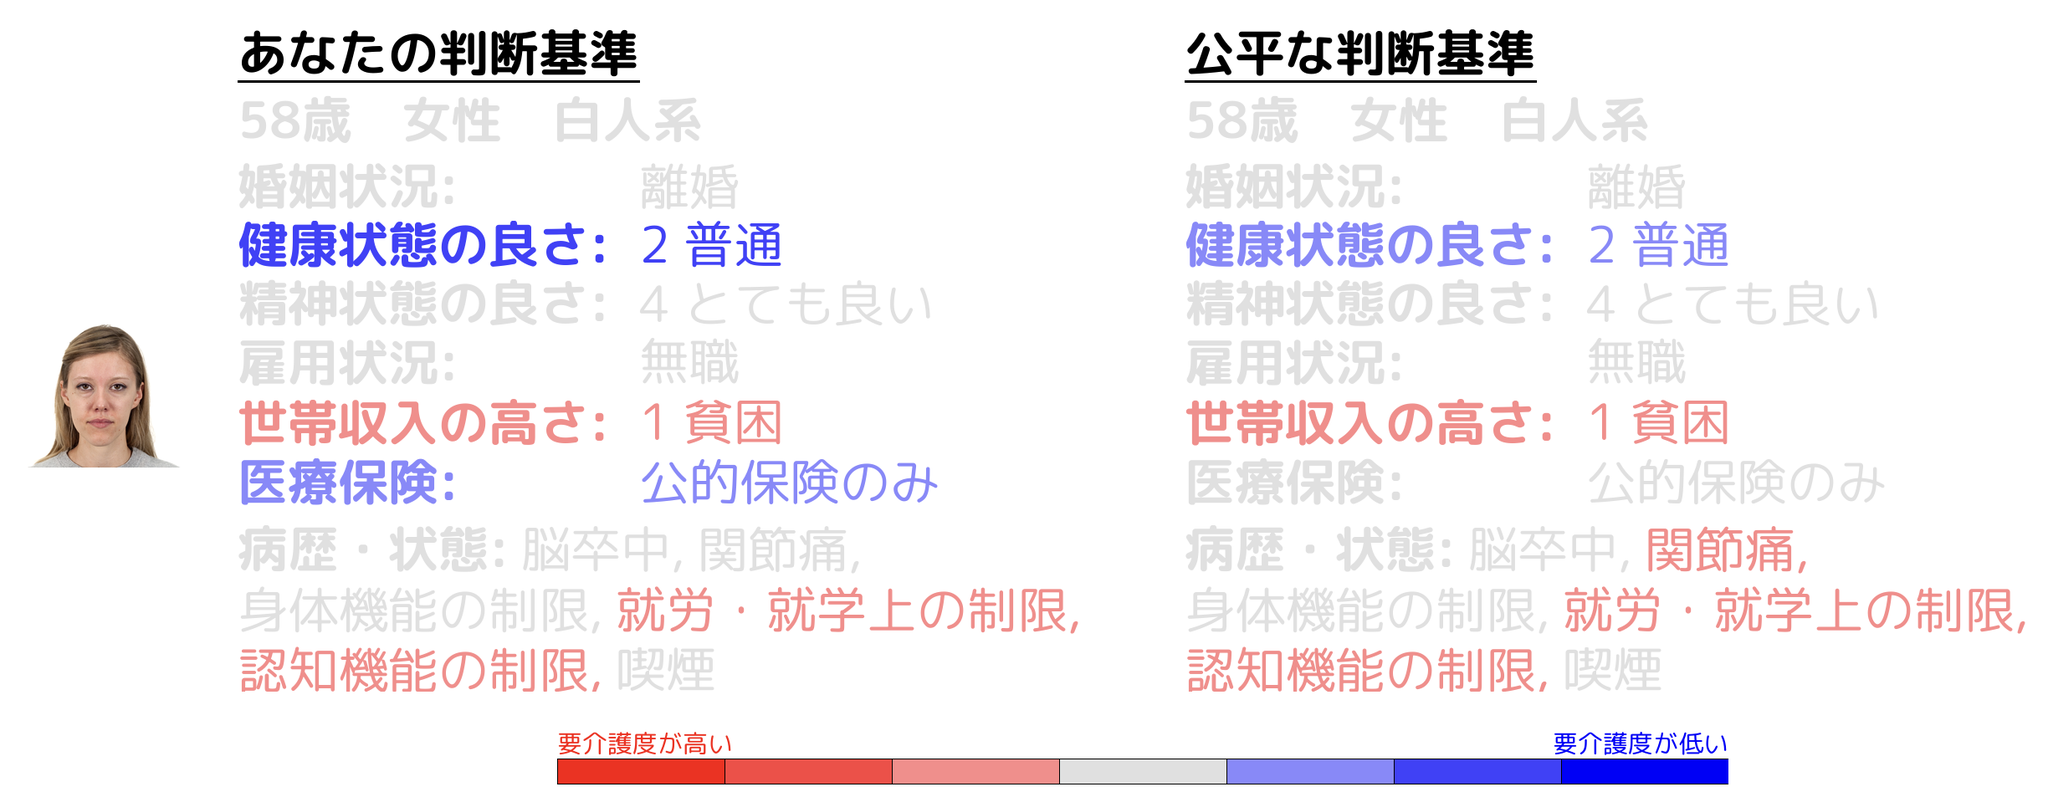 あなたの判断基準
58歳 女性 白人系
婚姻状況: 離婚
健康状態の良さ: 2 普通
精神状態の良さ: 4 とても良い
雇用状況: 無職
世帯収入の高さ: 1 貧困
医療保険: 公的保険のみ
病歴・状態: 脳卒中, 関節痛,
身体機能の制限, 就労・就学上の制限,
認知機能の制限, 喫煙
公平な判断基準
58歳 女性 白人系
婚姻状況: 離婚
健康状態の良さ: 2 普通
精神状態の良さ: 4 とても良い
雇用状況: 無職
世帯収入の高さ: 1 貧困
医療保険: 公的保険のみ
病歴・状態: 脳卒中, 関節痛,
身体機能の制限, 就労・就学上の制限,
認知機能の制限, 喫煙
要介護度が高い
要介護度が低い